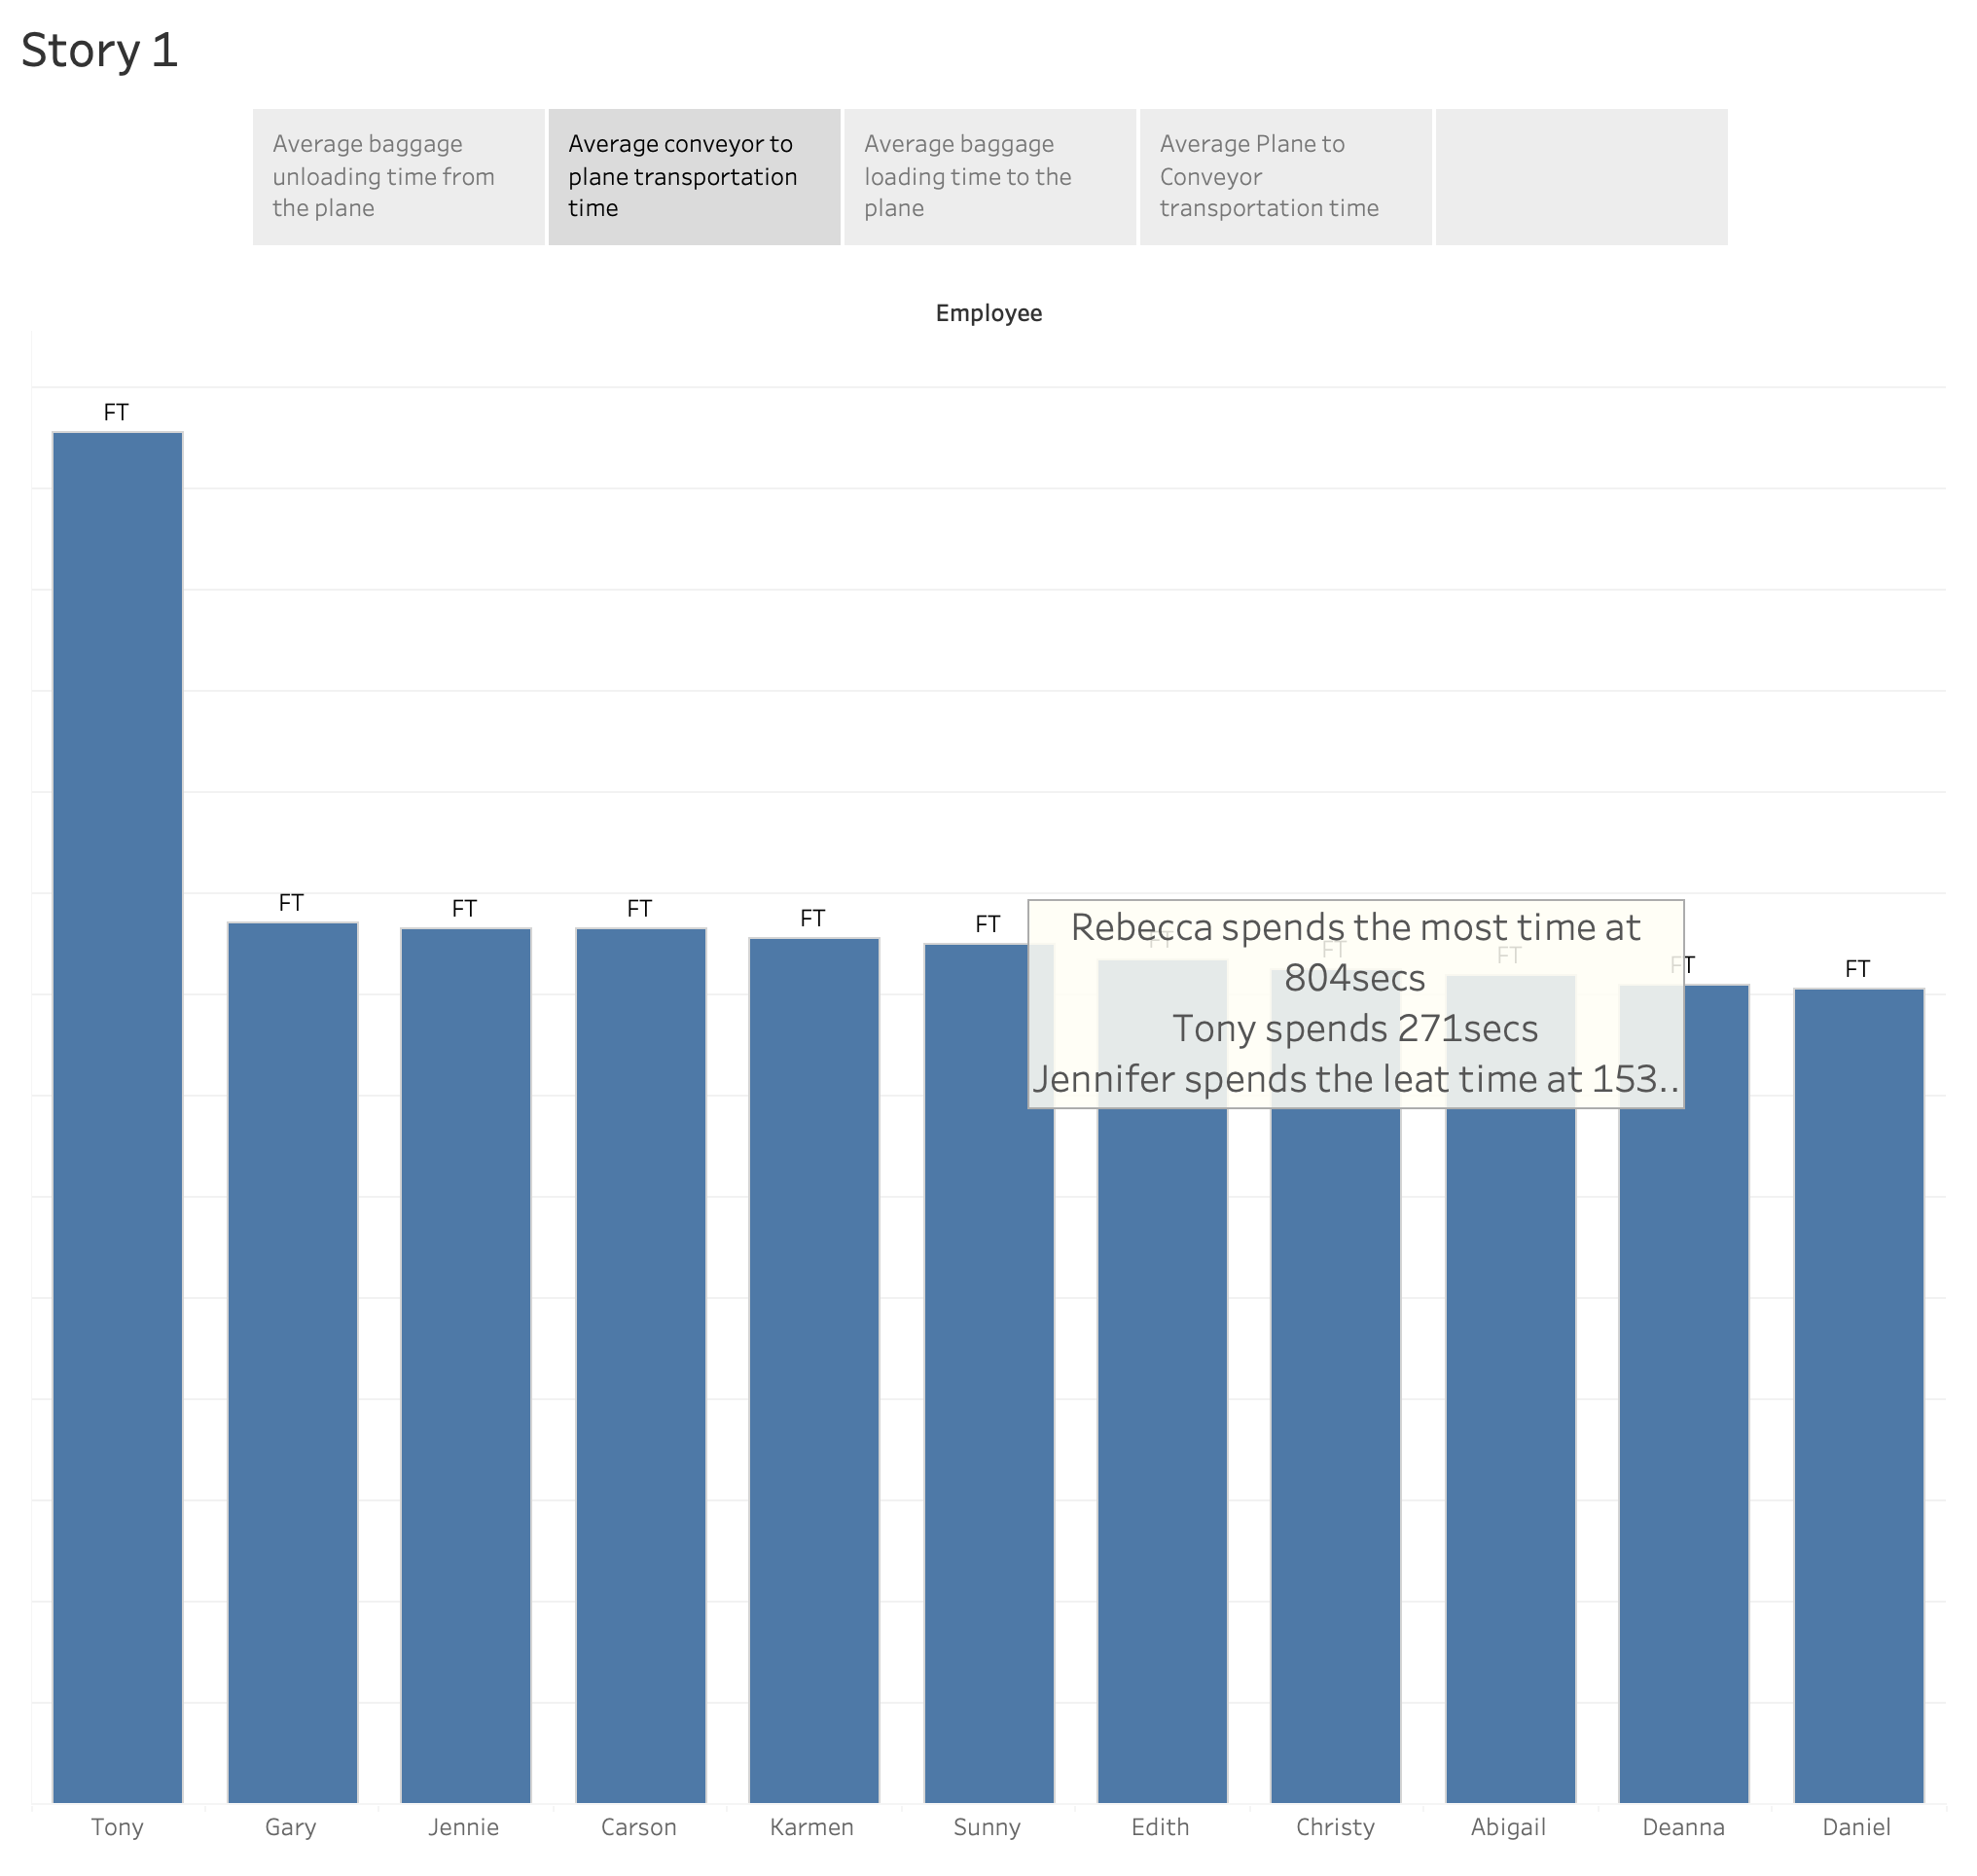 Story 1
Average baggage
unloading time from
the plane
Average conveyor to
plane transportation
time
Average baggage
loading time to the
plane
Average Plane to
Conveyor
transportation time
Employee
FT
FT
FT
FT
FT
FT
FT
FT
FT
FT
FT
Rebecca spends the most time at
804secs
Tony spends 271secs
Jennifer spends the leat time at 153..
Tony
Gary
Jennie
Carson
Karmen
Sunny
Edith
Christy
Abigail
Deanna
Daniel